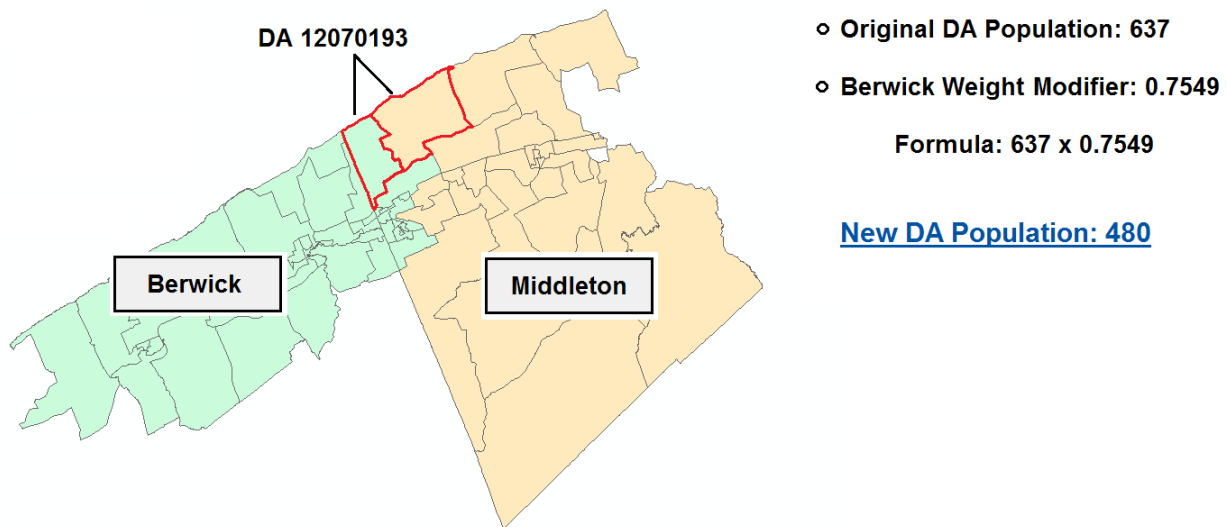 DA 12070193
Berwick
Middleton
Original DA Population: 637
Berwick Weight Modifier: 0.7549
Formula: 637 x 0.7549
New DA Population: 480